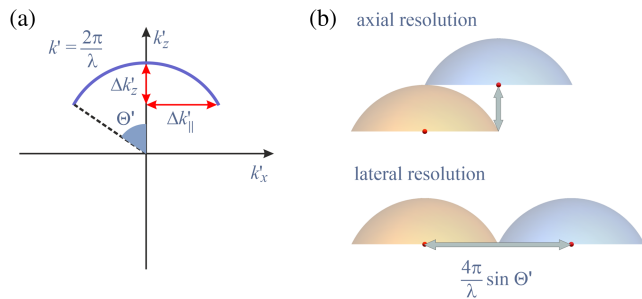 (a)
k' = 2π/λ
k'z
Δk'z
Θ'
Δk'||
k'x
(b)
axial resolution
lateral resolution
4π/λ sin Θ'